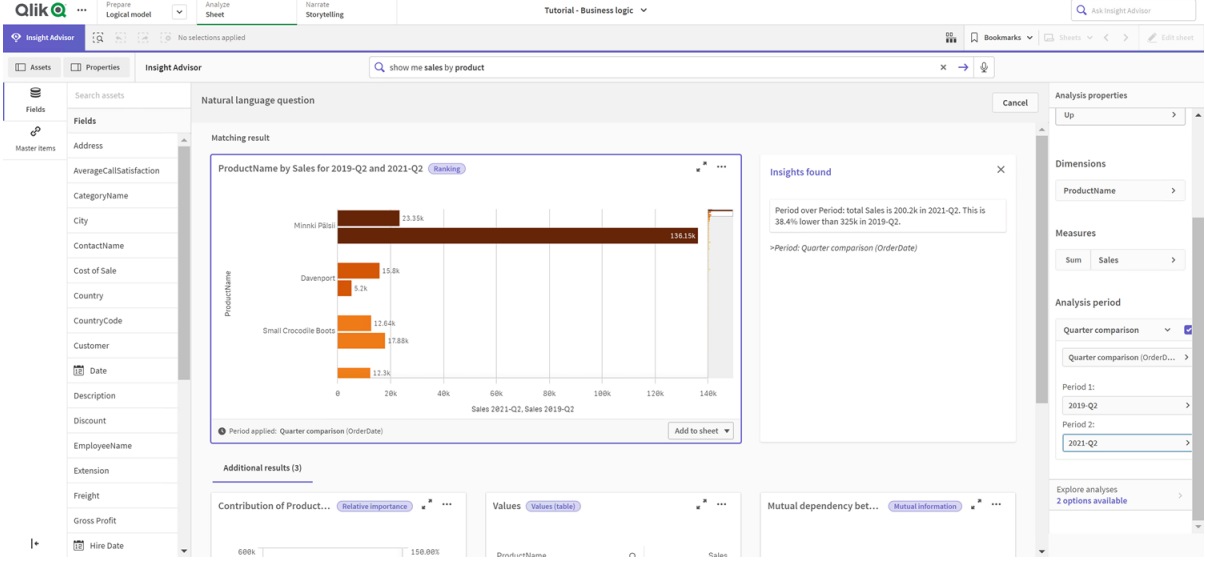 Qlik
Prepare
Logical model
Analyze
Sheet
Narrate
Storytelling
Tutorial - Business logic
Ask Insight Advisor
Insight Advisor
No selections applied
Bookmarks
Sheets
Edit sheet
Assets
Properties
Insight Advisor
show me sales by product
Fields
Master items
Search assets
Fields
Address
AverageCallSatisfaction
CategoryName
City
ContactName
Cost of Sale
Country
CountryCode
Customer
Date
Description
Discount
EmployeeName
Extension
Freight
Gross Profit
Hire Date
Natural language question
Cancel
Matching result
ProductName by Sales for 2019-Q2 and 2021-Q2
Ranking
ProductName
Minnki Pälsii
23.35k
136.15k
Davenport
15.8k
5.2k
Small Crocodile Boots
12.64k
17.88k
12.3k
0 20k 40k 60k 80k 100k 120k 140k
Sales 2021-Q2, Sales 2019-Q2
Period applied: Quarter comparison (OrderDate)
Add to sheet
Insights found
Period over Period: total Sales is 200.2k in 2021-Q2. This is
38.4% lower than 325k in 2019-Q2.
>Period: Quarter comparison (OrderDate)
Additional results (3)
Contribution of Product...
Relative importance
600k
150.00%
Values
Values (table)
ProductName
Sales
Mutual dependency bet...
Mutual information
Analysis properties
Up
Dimensions
ProductName
Measures
Sum
Sales
Analysis period
Quarter comparison
Quarter comparison (OrderD...
Period 1:
2019-Q2
Period 2:
2021-Q2
Explore analyses
2 options available